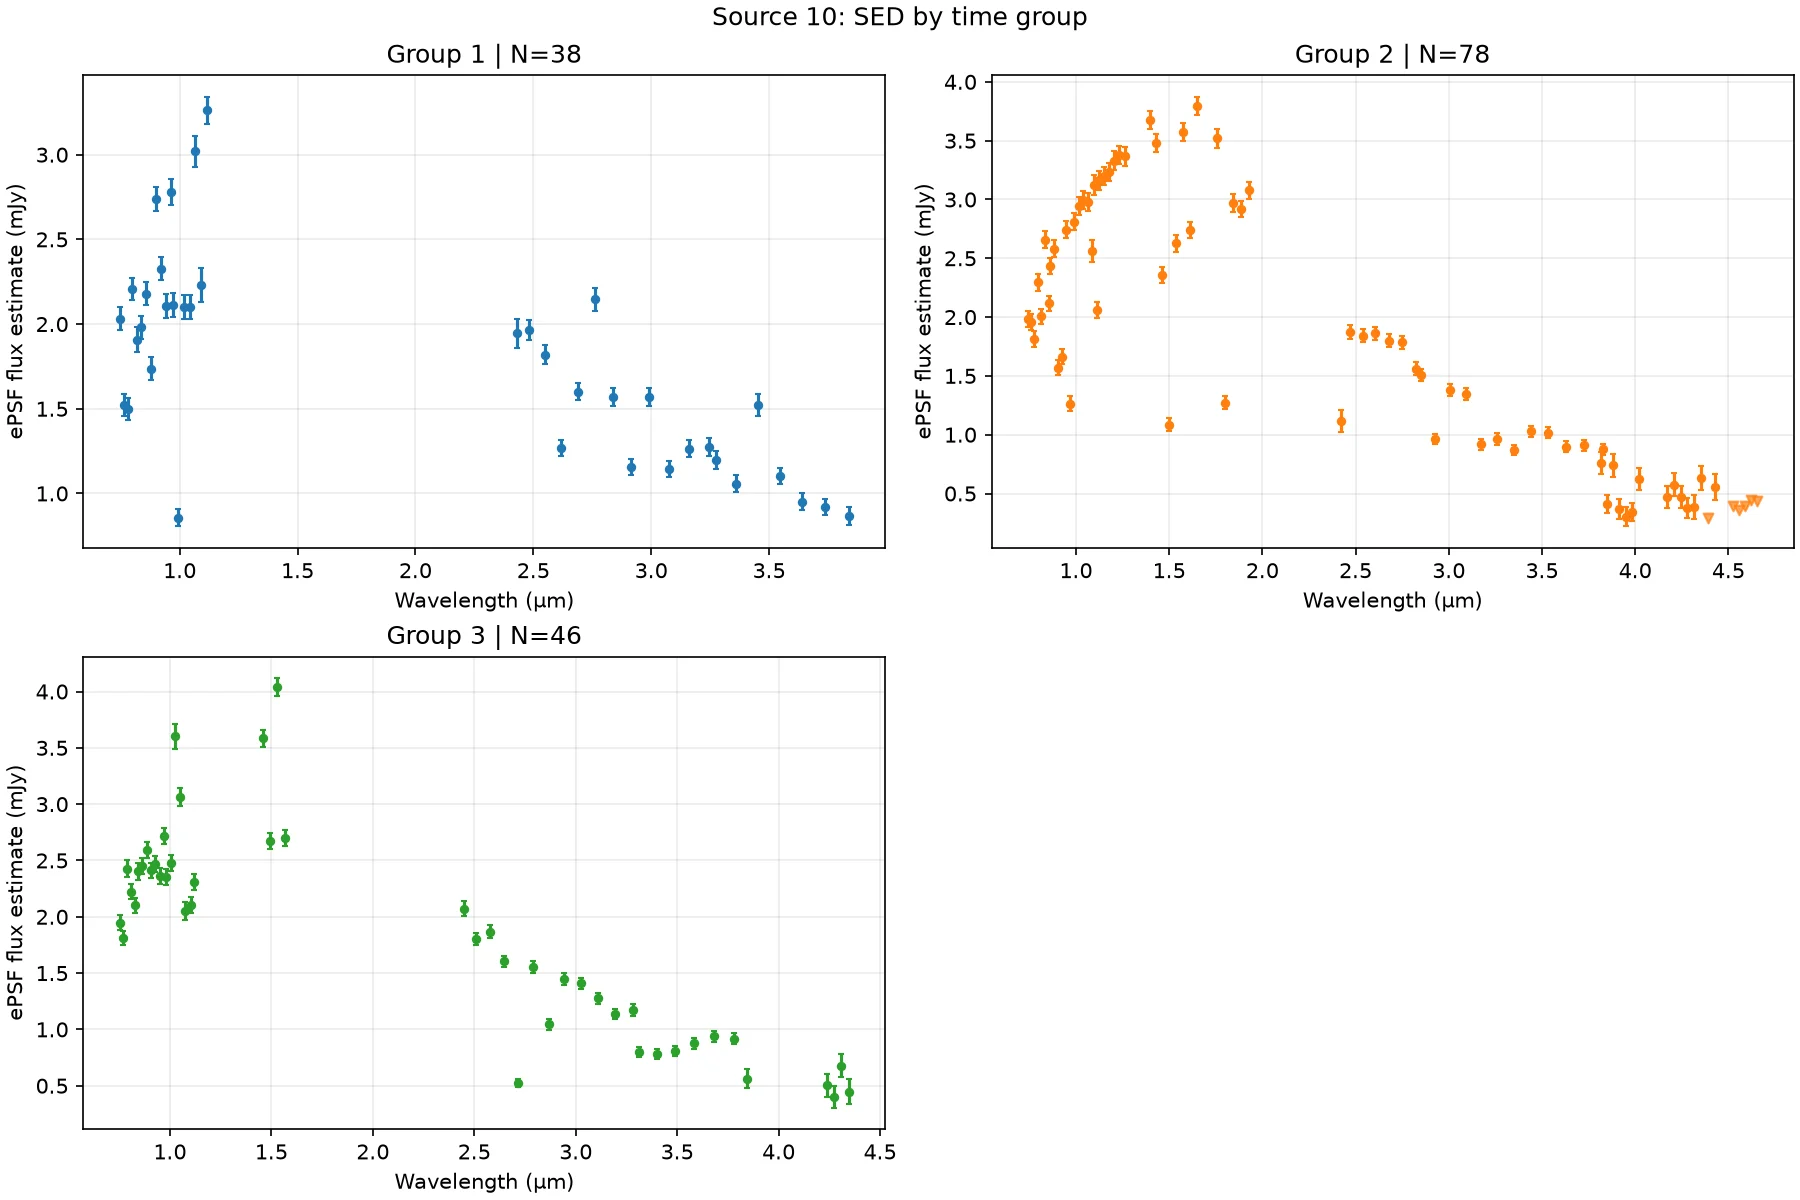 Source 10: SED by time group
Group 1 | N=38
ePSF flux estimate (mJy)
3.0
2.5
2.0
1.5
1.0
1.0 1.5 2.0 2.5 3.0 3.5
Wavelength (µm)
Group 2 | N=78
ePSF flux estimate (mJy)
4.0
3.5
3.0
2.5
2.0
1.5
1.0
0.5
1.0 1.5 2.0 2.5 3.0 3.5 4.0 4.5
Wavelength (µm)
Group 3 | N=46
ePSF flux estimate (mJy)
4.0
3.5
3.0
2.5
2.0
1.5
1.0
0.5
1.0 1.5 2.0 2.5 3.0 3.5 4.0 4.5
Wavelength (µm)